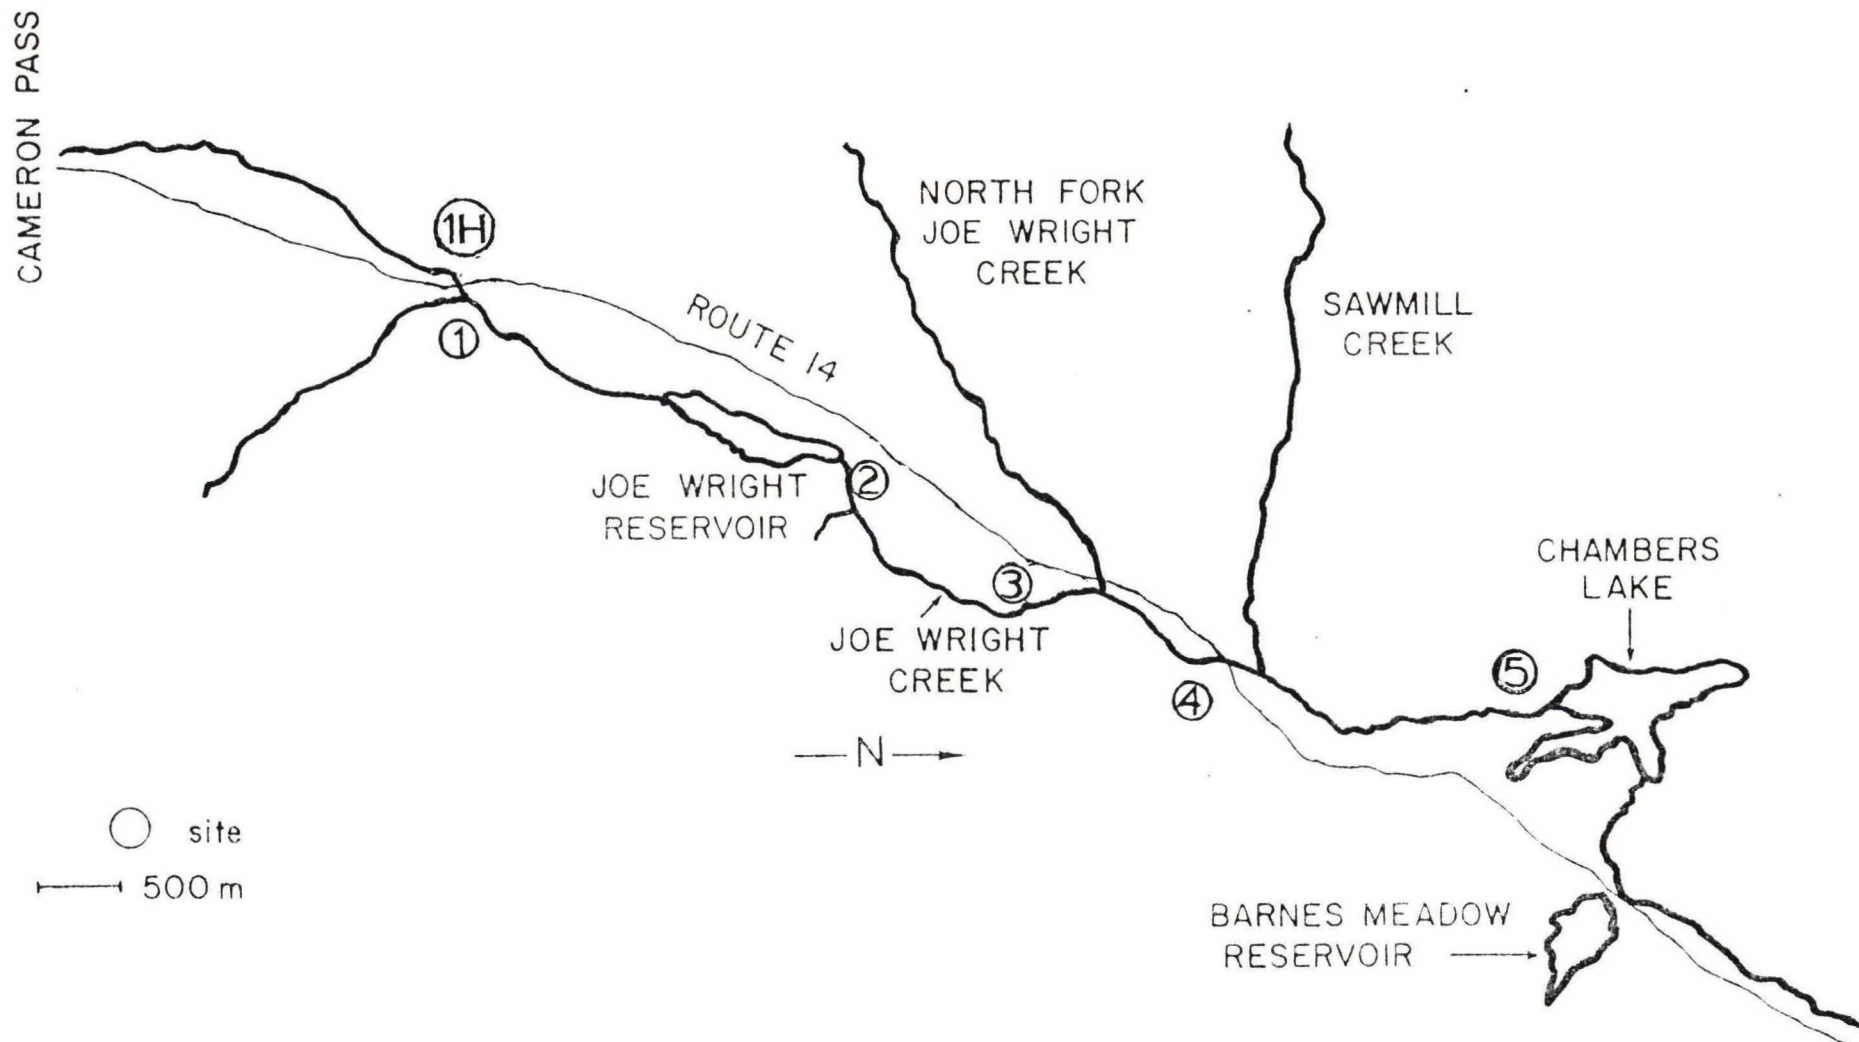 CAMERON PASS
1H
1
ROUTE 14
NORTH FORK
JOE WRIGHT
CREEK
SAWMILL
CREEK
JOE WRIGHT
RESERVOIR
2
3
JOE WRIGHT
CREEK
4
N
CHAMBERS
LAKE
5
site
500 m
BARNES MEADOW
RESERVOIR